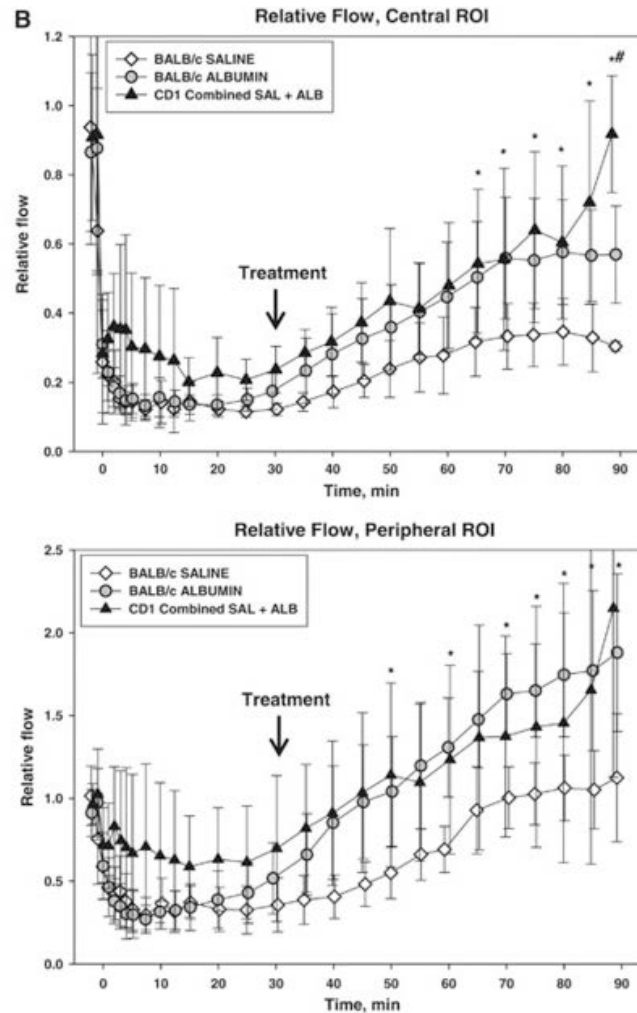 B
Relative Flow, Central ROI
BALB/c SALINE
BALB/c ALBUMIN
CD1 Combined SAL + ALB
1.2
1.0
0.8
0.6
0.4
0.2
0.0
Relative flow
Treatment
* * * * * *#
0 10 20 30 40 50 60 70 80 90
Time, min
Relative Flow, Peripheral ROI
BALB/c SALINE
BALB/c ALBUMIN
CD1 Combined SAL + ALB
2.5
2.0
1.5
1.0
0.5
0.0
Relative flow
Treatment
* * * * * * *
0 10 20 30 40 50 60 70 80 90
Time, min